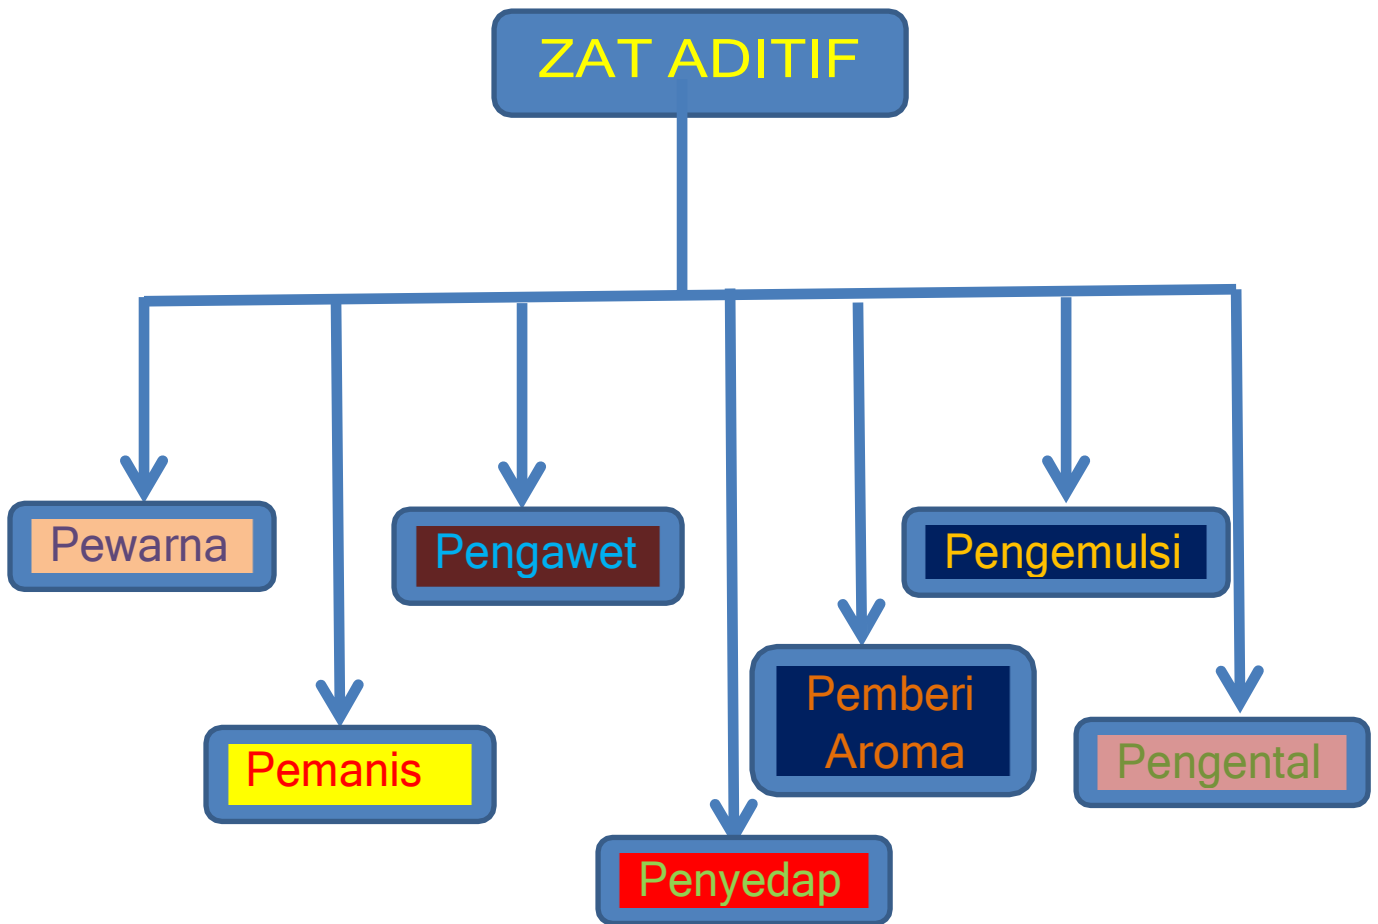 ZAT ADITIF
Pewarna
Pengawet
Pengemulsi
Pemanis
Pemberi
Aroma
Pengental
Penyedap